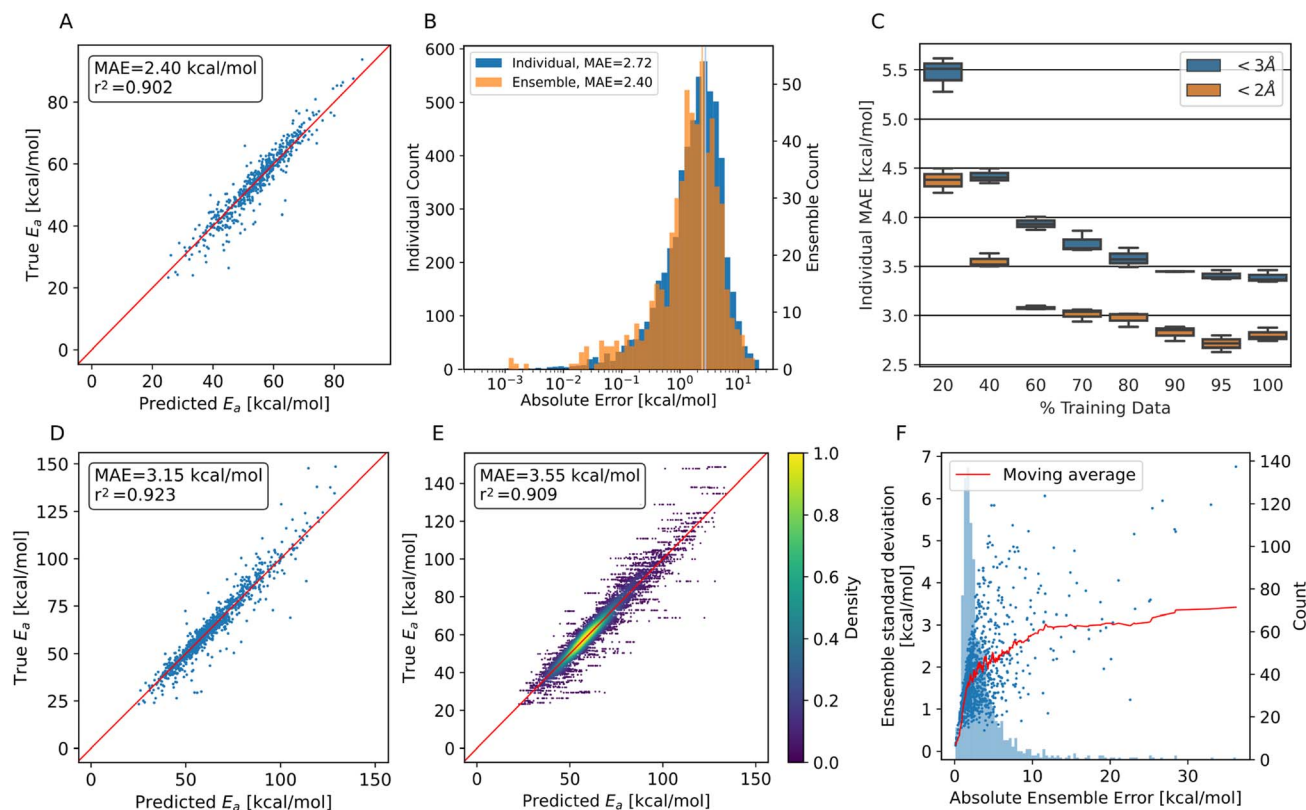 A
MAE=2.40 kcal/mol
r²=0.902
True Eₐ [kcal/mol]
80
60
40
20
0
0 20 40 60 80
Predicted Eₐ [kcal/mol]
B
Individual, MAE=2.72
Ensemble, MAE=2.40
Individual Count
600
500
400
300
200
100
0
Ensemble Count
50
40
30
20
10
0
10⁻³ 10⁻² 10⁻¹ 10⁰ 10¹
Absolute Error [kcal/mol]
C
< 3Å
< 2Å
Individual MAE [kcal/mol]
5.5
5.0
4.5
4.0
3.5
3.0
2.5
20 40 60 70 80 90 95 100
% Training Data
D
MAE=3.15 kcal/mol
r²=0.923
True Eₐ [kcal/mol]
150
125
100
75
50
25
0
0 50 100 150
Predicted Eₐ [kcal/mol]
E
MAE=3.55 kcal/mol
r²=0.909
True Eₐ [kcal/mol]
140
120
100
80
60
40
20
0
0 50 100 150
Predicted Eₐ [kcal/mol]
1.0
0.8
0.6
0.4
0.2
0.0
Density
F
Moving average
Ensemble standard deviation
[kcal/mol]
7
6
5
4
3
2
1
0
140
120
100
80
60
40
20
0
Count
0 10 20 30
Absolute Ensemble Error [kcal/mol]